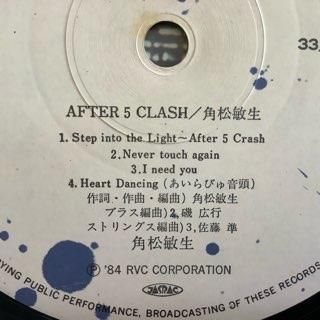 33
AFTER 5 CLASH/角松敏生
1.Step into the Light~After 5 Crash
2.Never touch again
3.I need you
4.Heart Dancing (あいらびゅ音頭)
作詞・作曲・編曲) 角松敏生
ブラス編曲) 2,磯 広行
ストリングス編曲) 3,佐藤 準
角松敏生
Ⓟ '84 RVC CORPORATION
JASRAC
YING PUBLIC PERFORMANCE, BROADCASTING OF THESE RECORDS